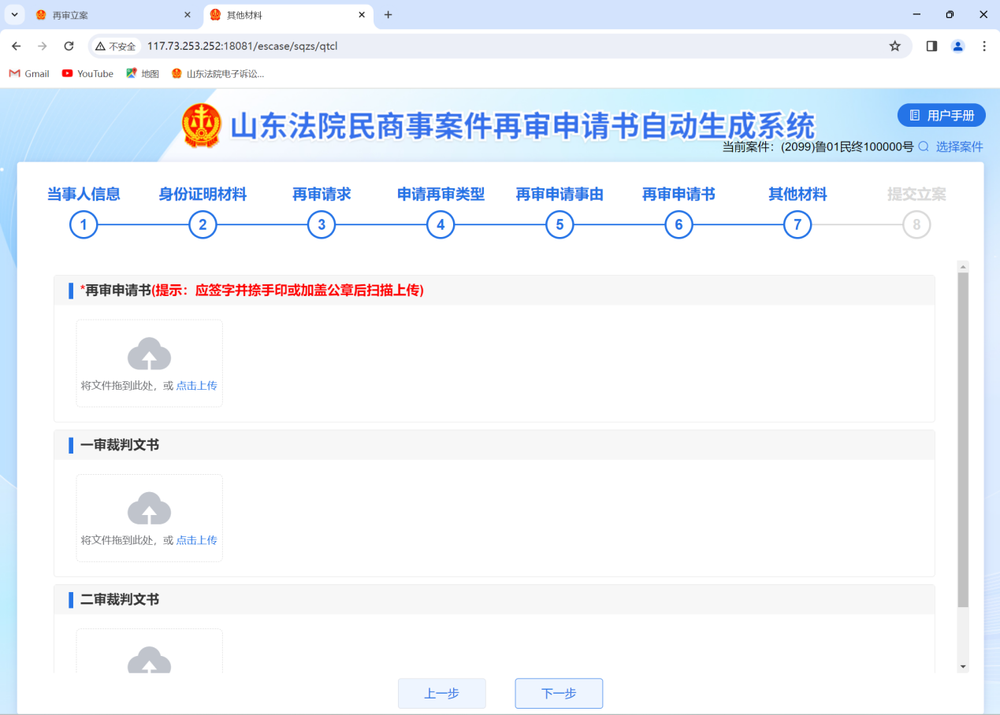 再审立案
其他材料
不安全
117.73.253.252:18081/escase/sqzs/qtcl
Gmail
YouTube
地图
山东法院电子诉讼...
山东法院民商事案件再审申请书自动生成系统
用户手册
当前案件：(2099)鲁01民终100000号 选择案件
当事人信息
身份证明材料
再审请求
申请再审类型
再审申请事由
再审申请书
其他材料
提交立案
1
2
3
4
5
6
7
8
*再审申请书(提示：应签字并捺手印或加盖公章后扫描上传)
将文件拖到此处，或 点击上传
一审裁判文书
将文件拖到此处，或 点击上传
二审裁判文书
上一步
下一步